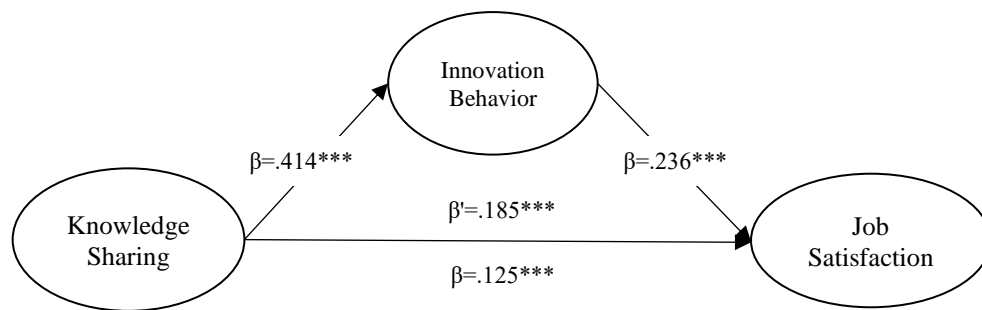 Innovation
Behavior
β=.414***
β=.236***
β'=.185***
Knowledge
Sharing
Job
Satisfaction
β=.125***